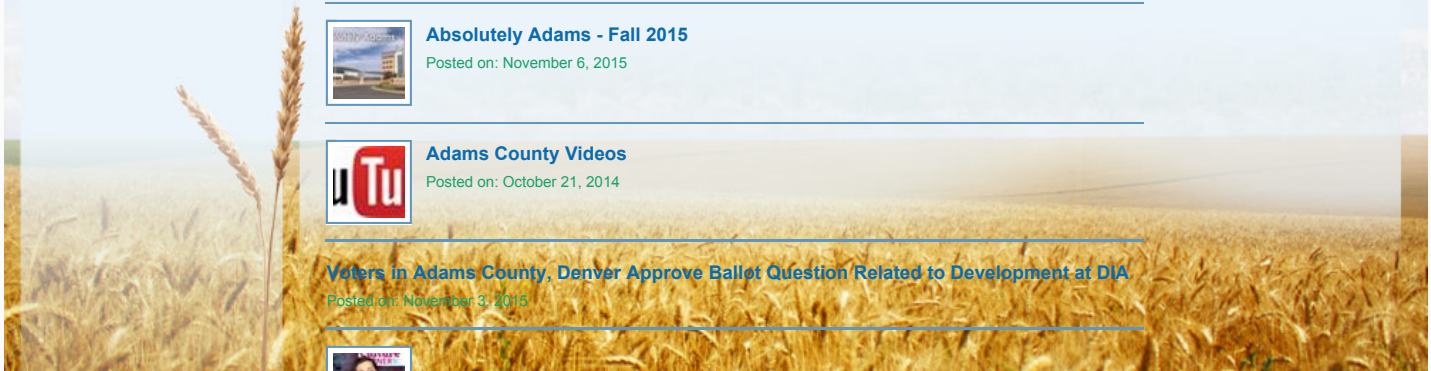 Absolutely Adams - Fall 2015
Posted on: November 6, 2015
uTu
Adams County Videos
Posted on: October 21, 2014
Voters in Adams County, Denver Approve Ballot Question Related to Development at DIA
Posted on: November 3, 2015